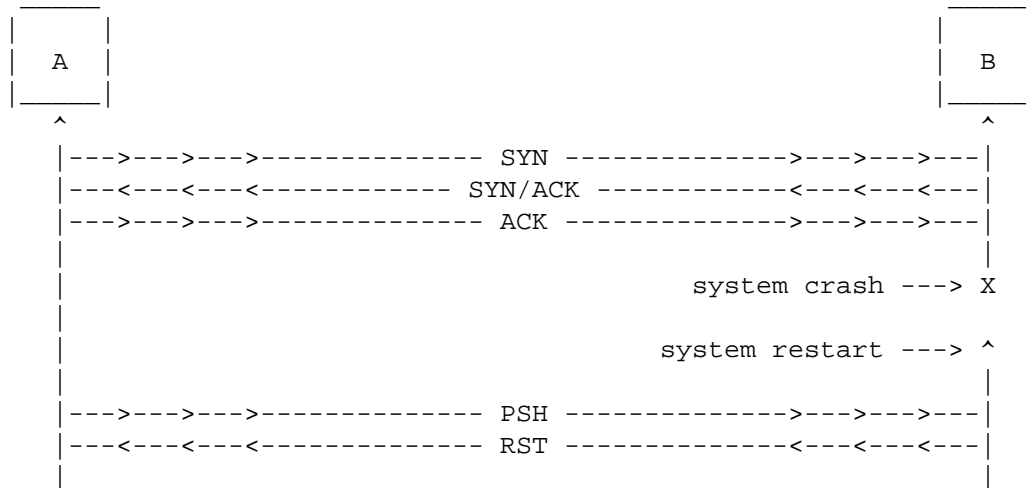 A B
|--->--->--->-------------- SYN -------------->--->--->---|
|---<---<---<------------ SYN/ACK ------------<---<---<---|
|--->--->--->-------------- ACK -------------->--->--->---|
system crash ---> X
system restart ---> ^
|--->--->--->-------------- PSH -------------->--->--->---|
|---<---<---<-------------- RST --------------<---<---<---|